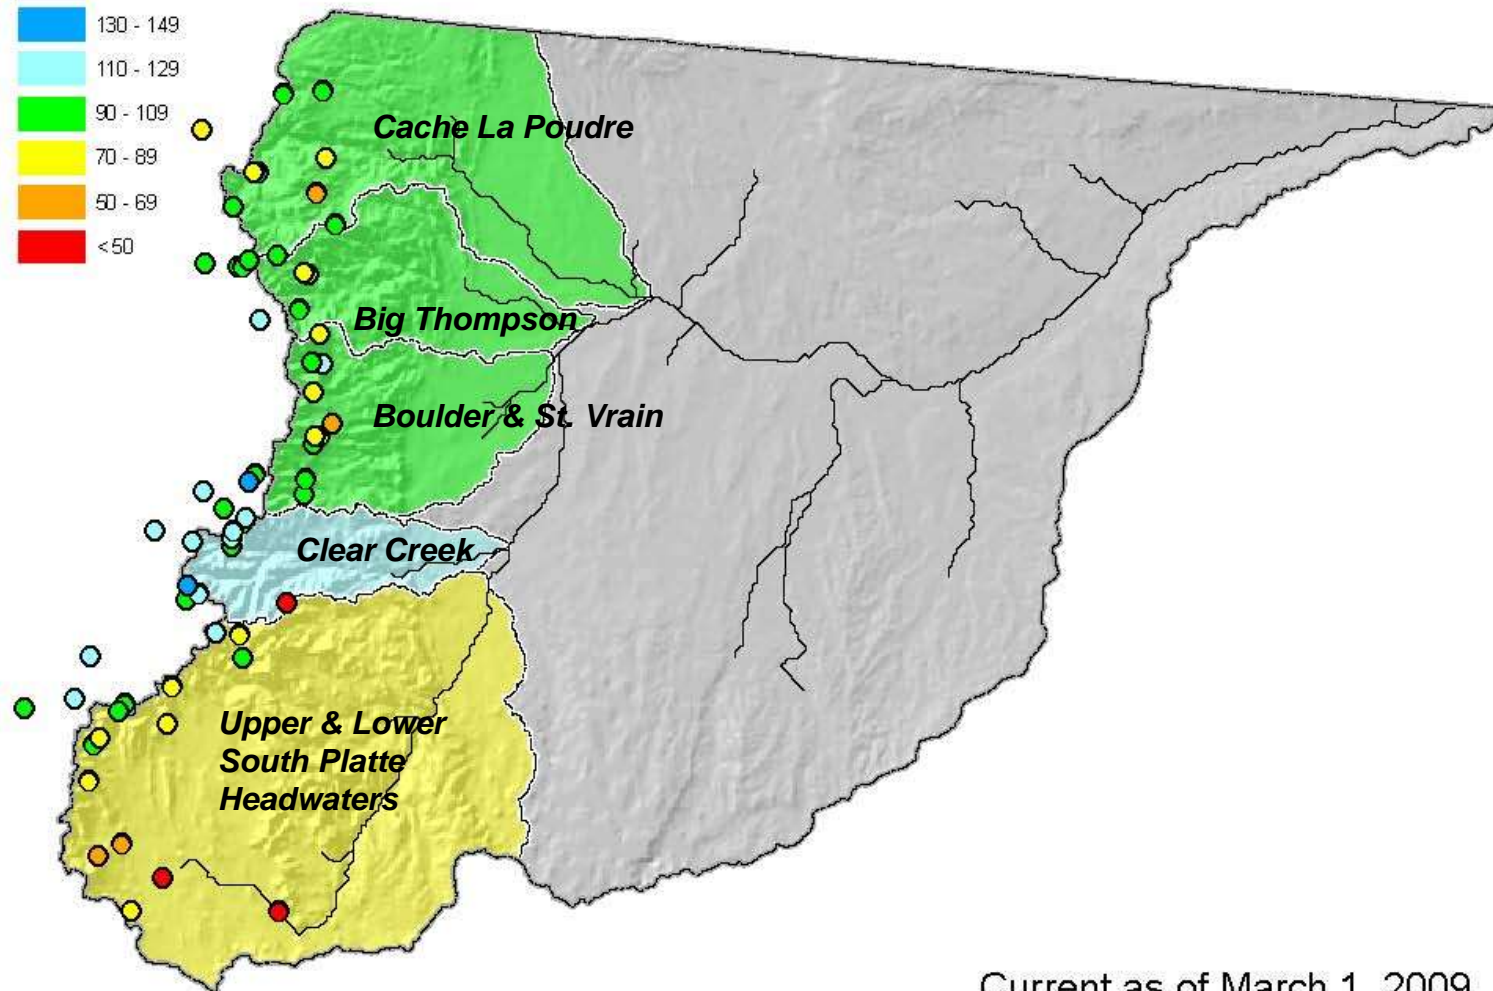 130 - 149
110 - 129
90 - 109
70 - 89
50 - 69
<50
Cache La Poudre
Big Thompson
Boulder & St. Vrain
Clear Creek
Upper & Lower
South Platte
Headwaters
Current as of March 1, 2009